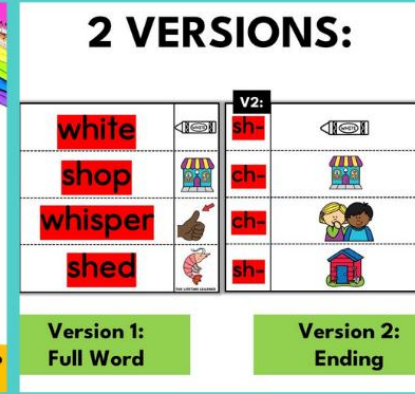 2 VERSIONS:
V2:
white
sh-
shop
ch-
whisper
ch-
shed
sh-
Version 1:
Full Word
Version 2:
Ending